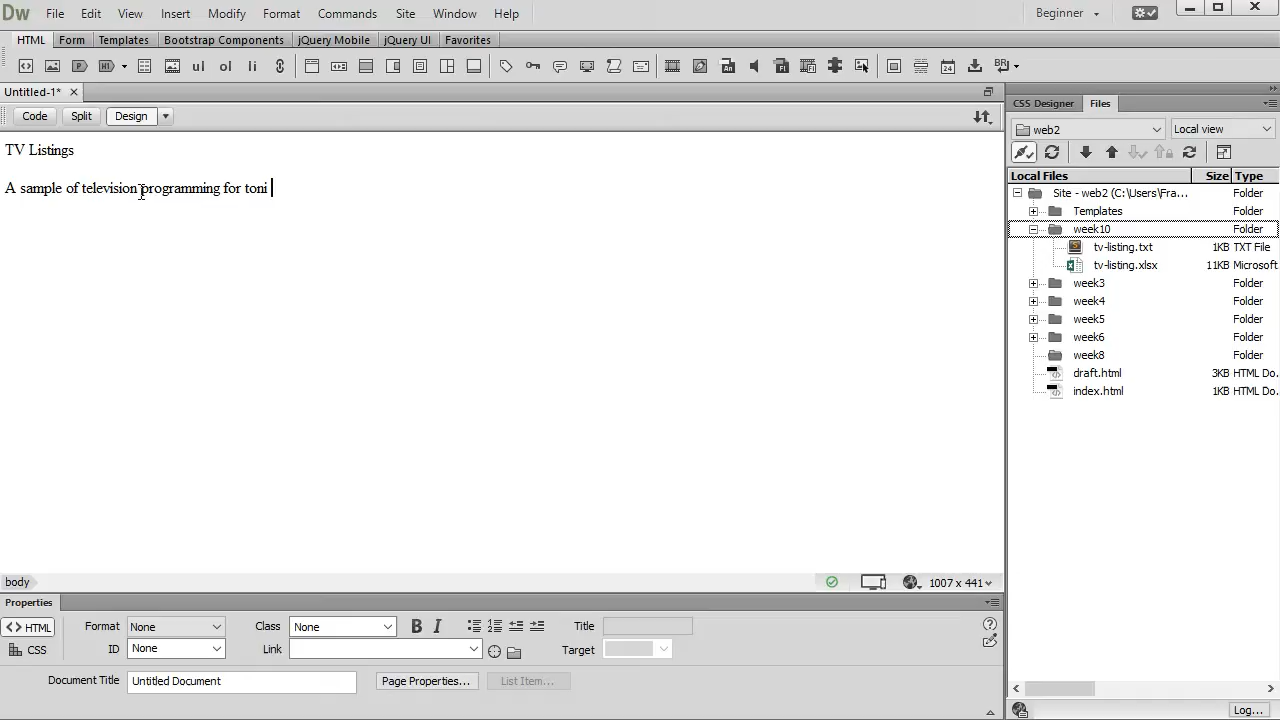 Dw File Edit View Insert Modify Format Commands Site Window Help Beginner
HTML Form Templates Bootstrap Components jQuery Mobile jQuery UI Favorites
ul ol li BR
Untitled-1*
Code Split Design
TV Listings
A sample of television programming for toni
body 1007 x 441
Properties
HTML Format None Class None B I Title
CSS ID None Link Target
Document Title Untitled Document Page Properties... List Item...
CSS Designer Files
web2 Local view
Local Files Size Type
Site - web2 (C:\Users\Fra... Folder
Templates Folder
week10 Folder
tv-listing.txt 1KB TXT File
tv-listing.xlsx 11KB Microsoft
week3 Folder
week4 Folder
week5 Folder
week6 Folder
week8 Folder
draft.html 3KB HTML Do.
index.html 1KB HTML Do.
Log...